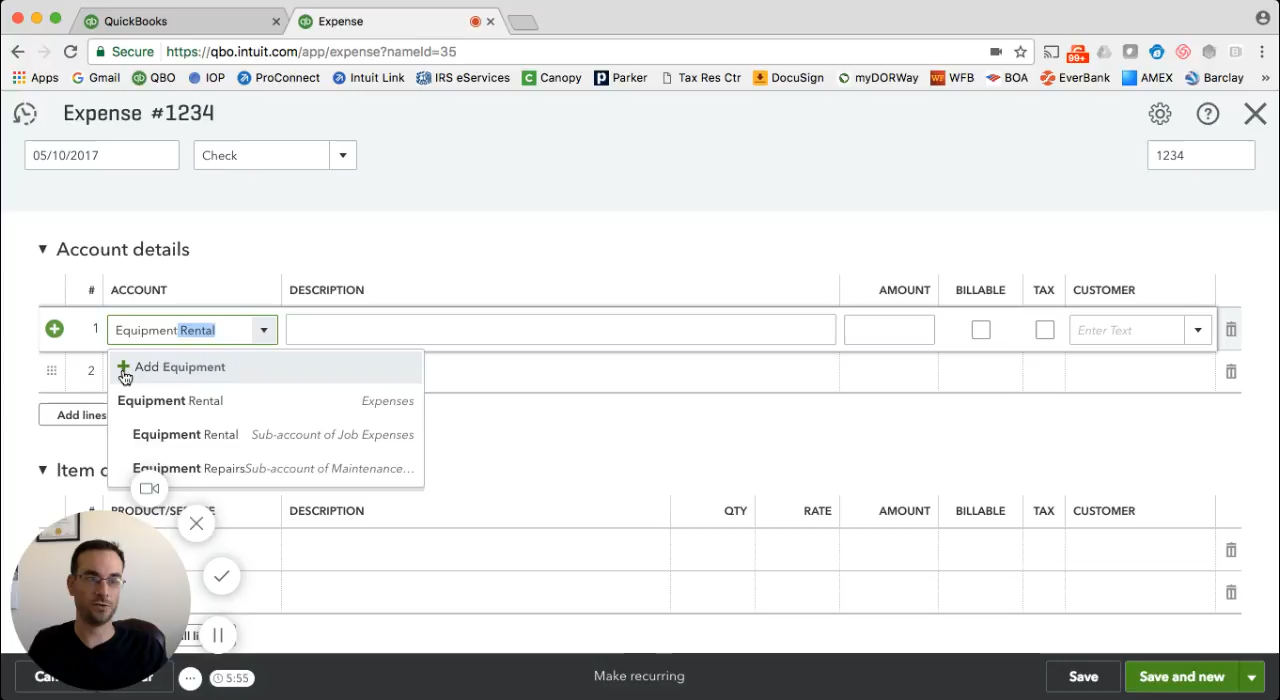 QuickBooks
Expense
Secure https://qbo.intuit.com/app/expense?nameId=35
99+
Apps Gmail QBO IOP ProConnect Intuit Link IRS eServices Canopy Parker Tax Res Ctr DocuSign myDORWay WFB BOA EverBank AMEX Barclay »
Expense #1234
05/10/2017 Check 1234
Account details
# ACCOUNT DESCRIPTION AMOUNT BILLABLE TAX CUSTOMER
1 Equipment Rental Enter Text
Add Equipment
2
Equipment Rental Expenses
Add lines
Equipment Rental Sub-account of Job Expenses
Equipment Repairs Sub-account of Maintenance...
# PRODUCT/SERVICE DESCRIPTION QTY RATE AMOUNT BILLABLE TAX CUSTOMER
5:55 Make recurring Save Save and new